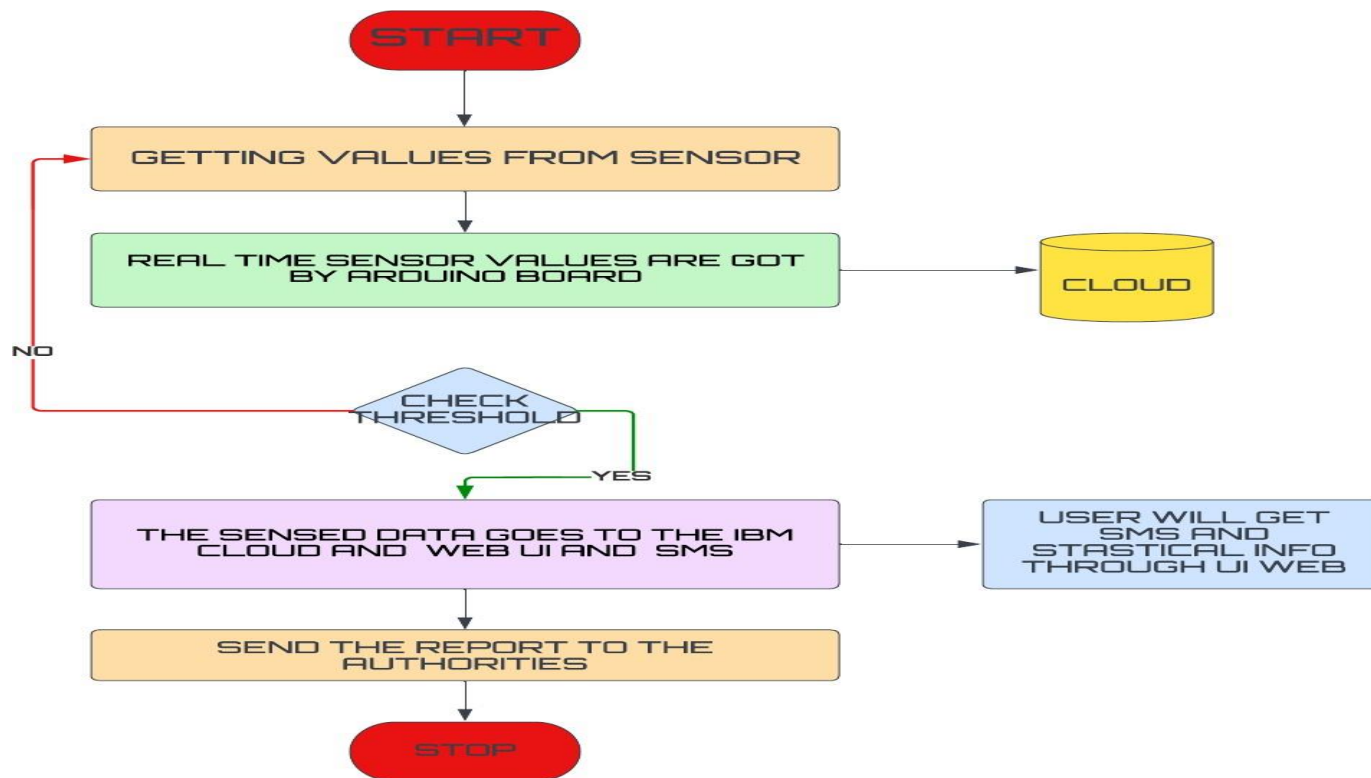 START
GETTING VALUES FROM SENSOR
REAL TIME SENSOR VALUES ARE GOT
BY ARDUINO BOARD
CLOUD
NO
CHECK
THRESHOLD
YES
THE SENSED DATA GOES TO THE IBM
CLOUD AND WEB UI AND SMS
USER WILL GET
SMS AND
STASTICAL INFO
THROUGH UI WEB
SEND THE REPORT TO THE
AUTHORITIES
STOP